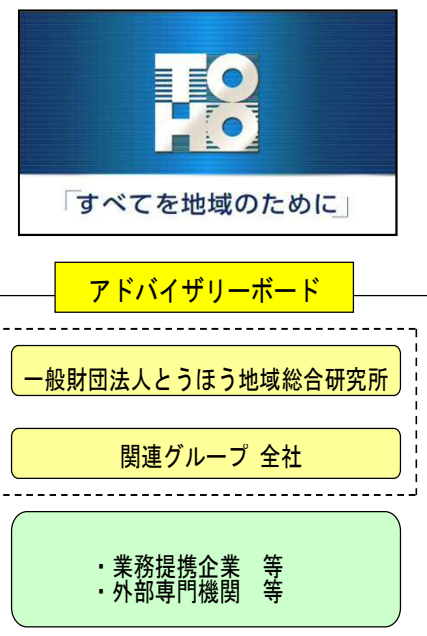 TO
HO
「すべてを地域のために」
アドバイザリーボード
一般財団法人とうほう地域総合研究所
関連グループ 全社
・業務提携企業　等
・外部専門機関　等